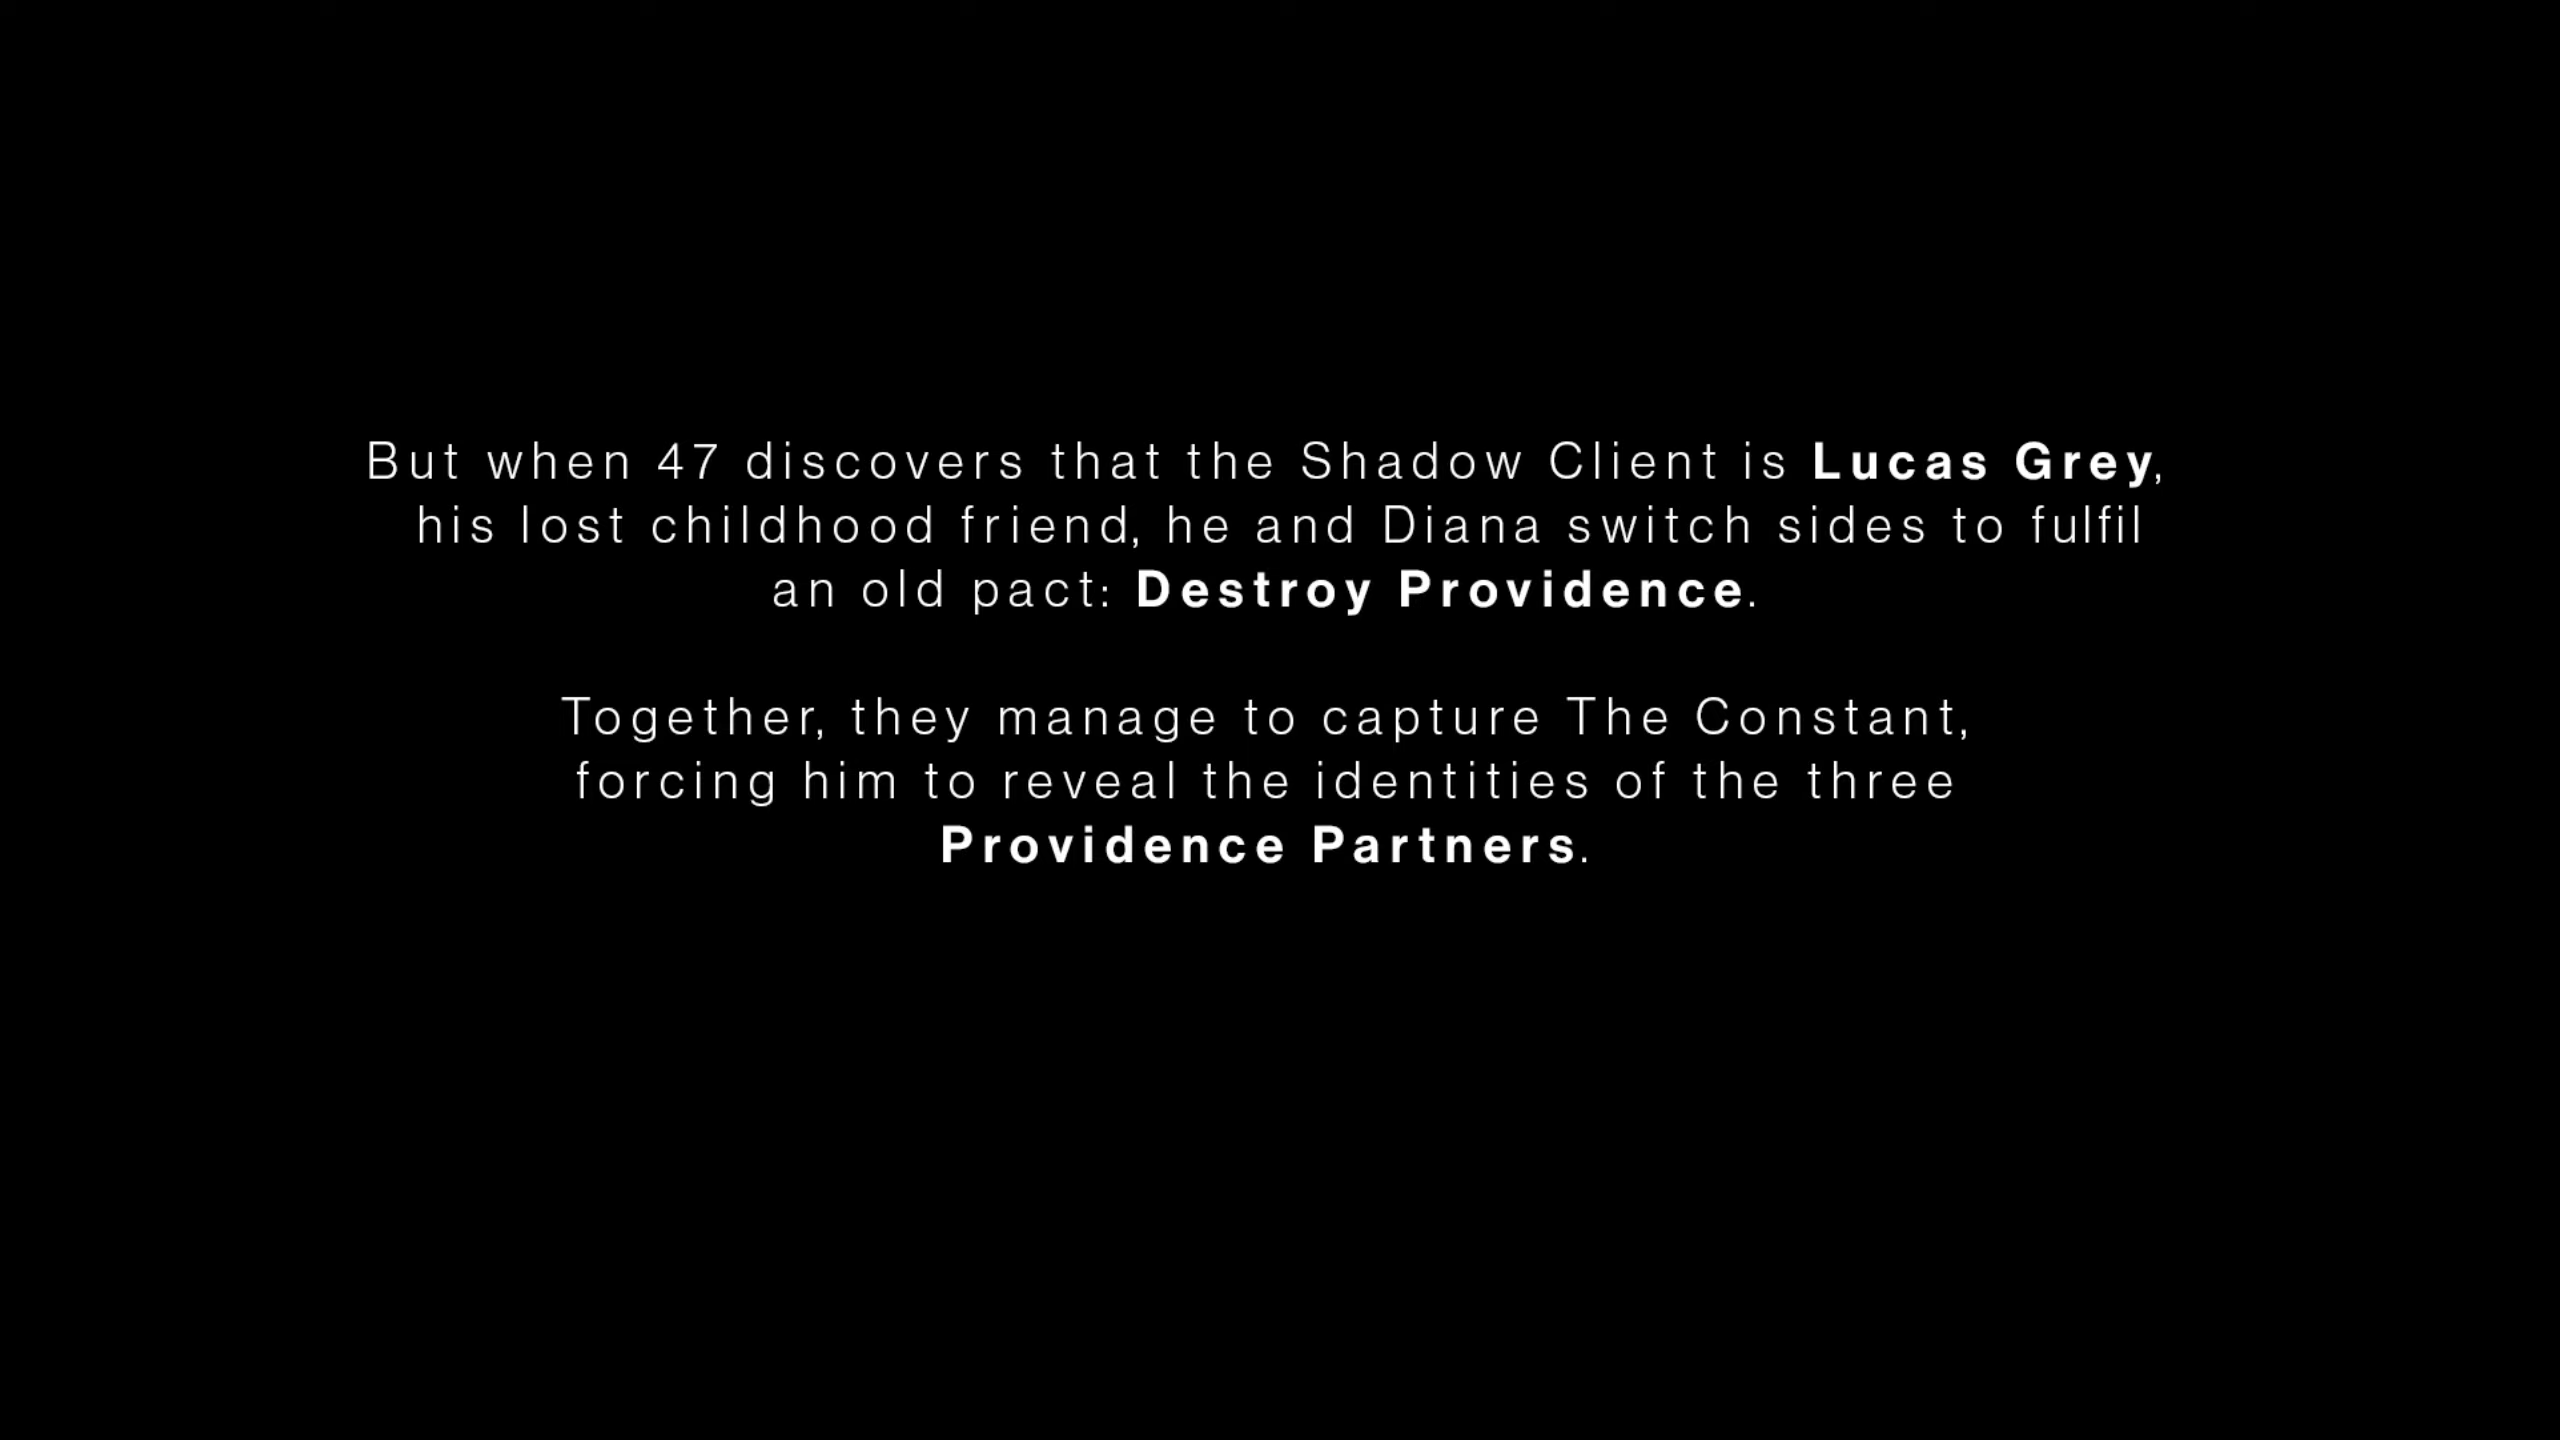 But when 47 discovers that the Shadow Client is Lucas Grey,
his lost childhood friend, he and Diana switch sides to fulfil
an old pact: Destroy Providence.
Together, they manage to capture The Constant,
forcing him to reveal the identities of the three
Providence Partners.